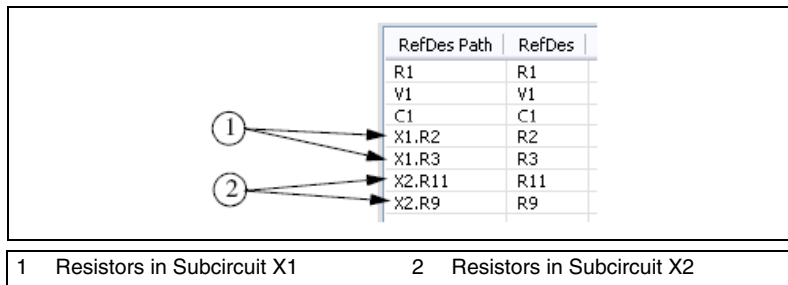 RefDes Path RefDes
R1 R1
V1 V1
C1 C1
1 X1.R2 R2
X1.R3 R3
2 X2.R11 R11
X2.R9 R9
1 Resistors in Subcircuit X1 2 Resistors in Subcircuit X2